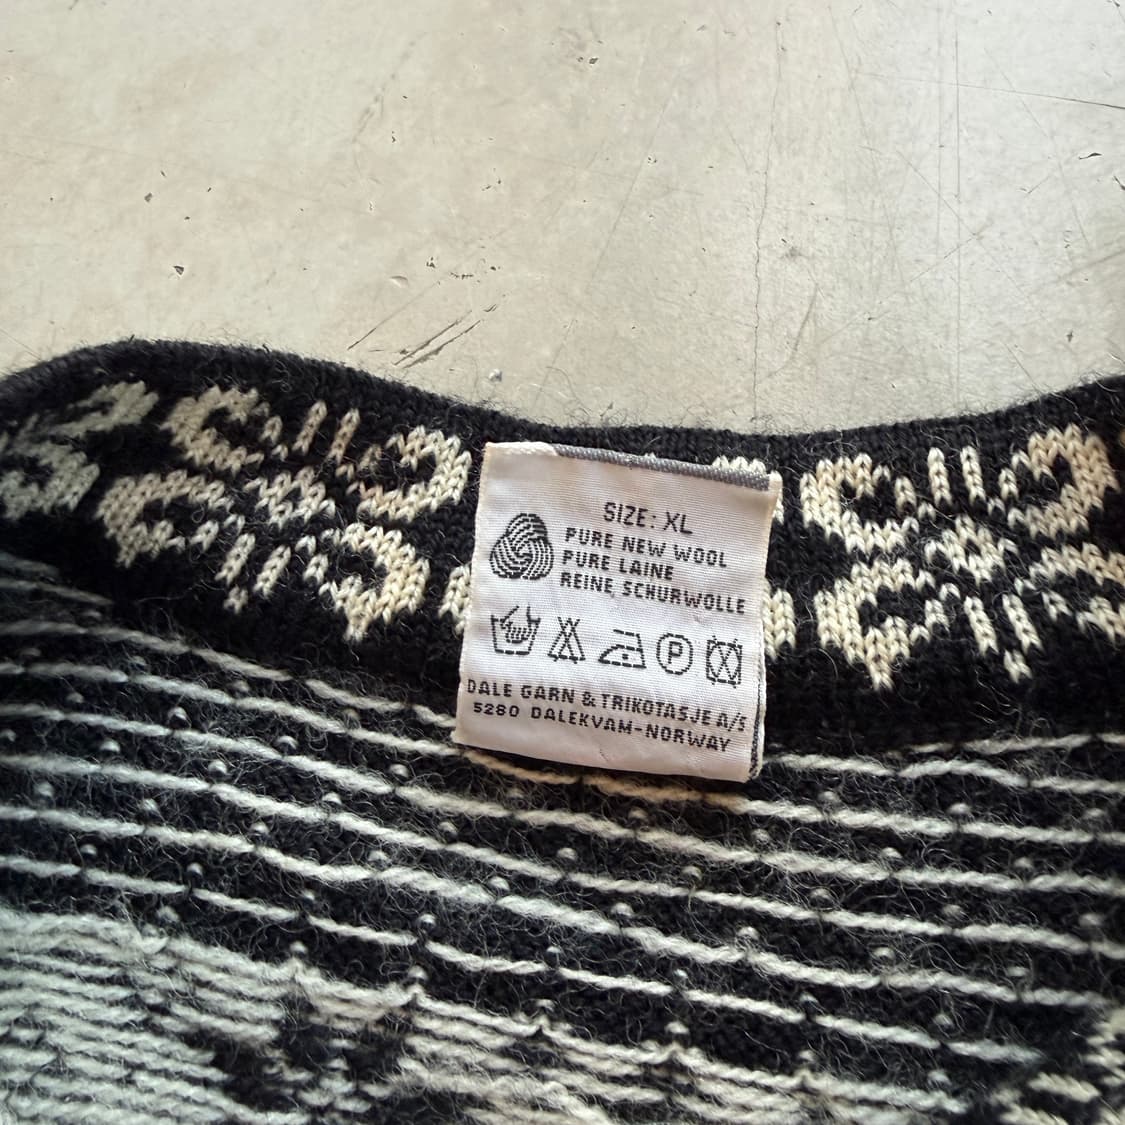 SIZE: XL
PURE NEW WOOL
PURE LAINE
REINE SCHURWOLLE
P
DALE GARN & TRIKOTASJE A/S
5280 DALEKVAM-NORWAY